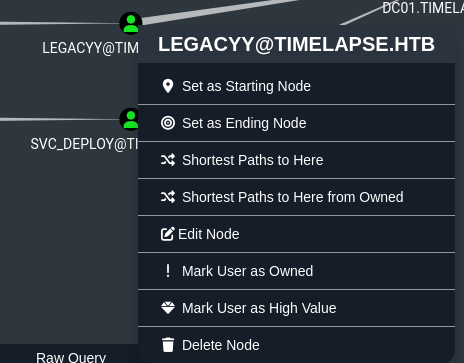 DC01.TIMELA
LEGACYY@TIM
LEGACYY@TIMELAPSE.HTB
Set as Starting Node
Set as Ending Node
SVC_DEPLOY@TI
Shortest Paths to Here
Shortest Paths to Here from Owned
Edit Node
Mark User as Owned
Mark User as High Value
Delete Node
Raw Query